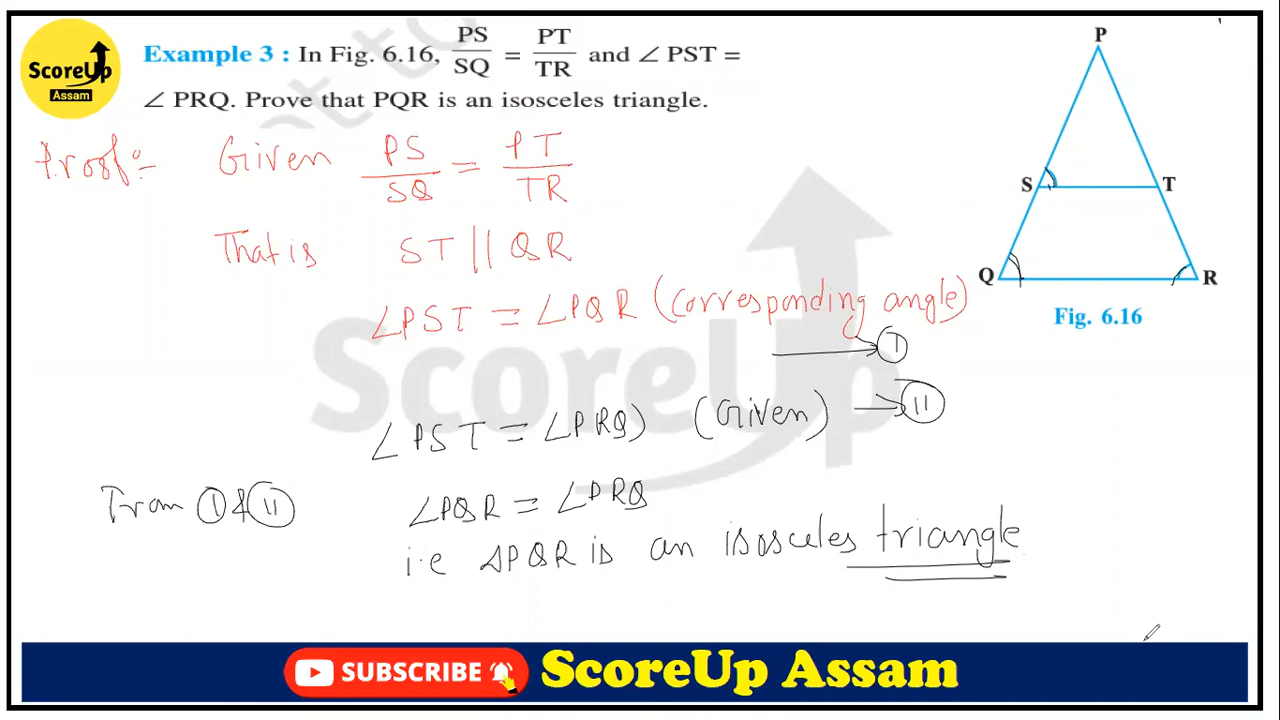 ScoreUp
Assam
Example 3 : In Fig. 6.16, PS/SQ = PT/TR and ∠ PST =
∠ PRQ. Prove that PQR is an isosceles triangle.
Proof:- Given PS/SQ = PT/TR
That is ST || QR
∠PST = ∠PQR (corresponding angle)
→ I
∠PST = ∠PRQ) (Given) → II
From I & II ∠PQR = ∠PRQ
i.e ΔPQR is an isosceles triangle
P
S T
Q R
Fig. 6.16
ScoreUp
SUBSCRIBE ScoreUp Assam